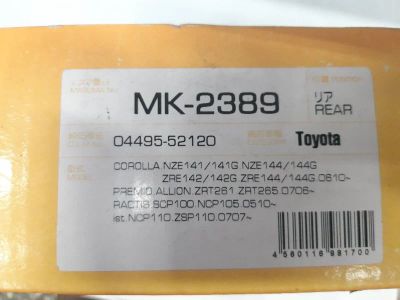 MK-2389
リア
REAR
04495-52120
Toyota
COROLLA.NZE141/141G.NZE144/144G
ZRE142/142G.ZRE144/144G.0610~
PREMIO.ALLION.ZRT261.ZRT265.0706~
RACTIS.SCP100.NCP105.0510~
ist.NCP110.ZSP110.0707~
4560116981700